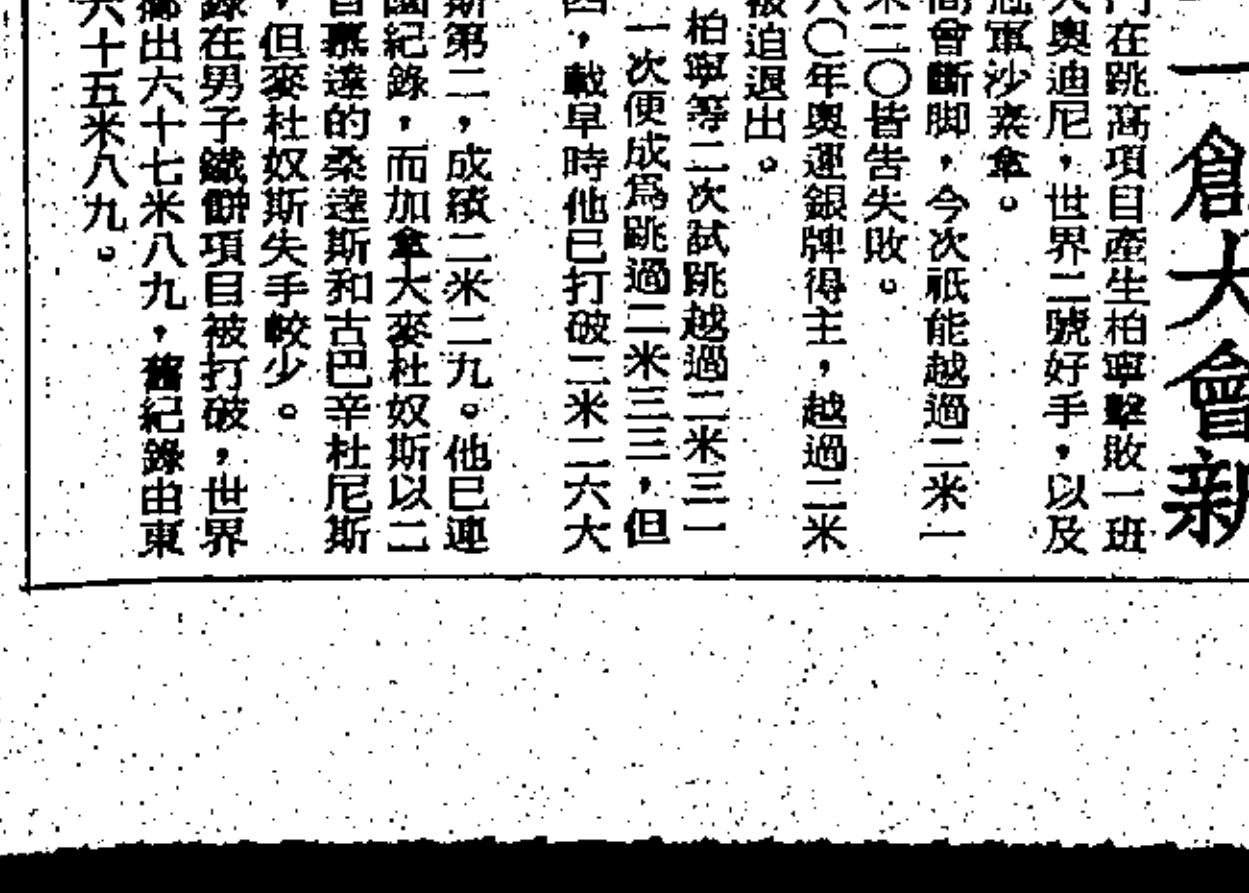 一創大會新
在跳高項目產生柏寧擊敗一班
奧迪尼，世界二號好手，以及
冠軍沙素拿。
曾斷脚，今次祇能越過二米一
米二〇皆告失敗。
八〇年奧運銀牌得主，越過二米
被迫退出。
柏寧等二次試跳越過二米三一
一次便成爲跳過二米三三，但
四，載早時他已打破二米二六大
斯第二，成績二米二九。他已連
國紀錄，而加拿大麥杜奴斯以二
百慕達的桑達斯和古巴辛杜尼斯
，但麥杜奴斯失手較少。
錄在男子鐵餅項目被打破，世界
擲出六十七米八九，舊紀錄由東
六十五米八九。